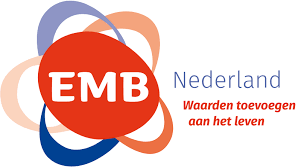 EMB Nederland
Waarden toevoegen
aan het leven